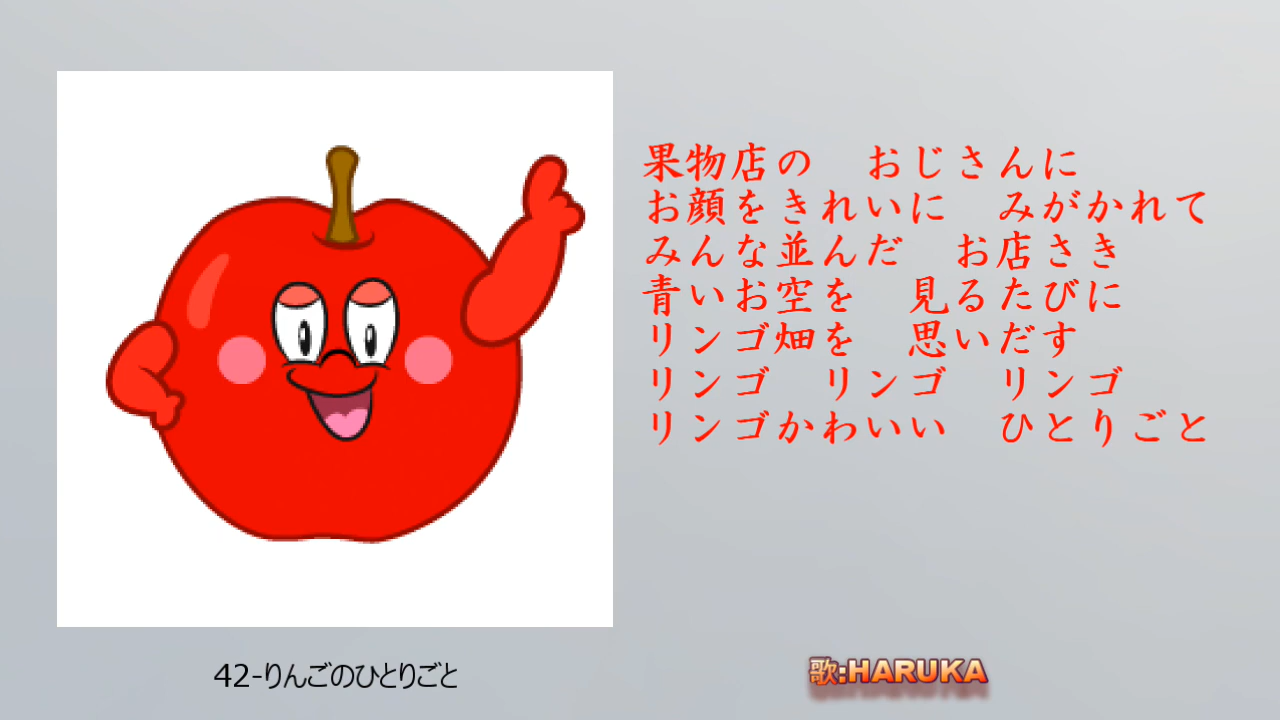 果物店の　おじさんに
お顔をきれいに　みがかれて
みんな並んだ　お店さき
青いお空を　見るたびに
リンゴ畑を　思いだす
リンゴ　リンゴ　リンゴ
リンゴかわいい　ひとりごと
42-りんごのひとりごと
歌:HARUKA